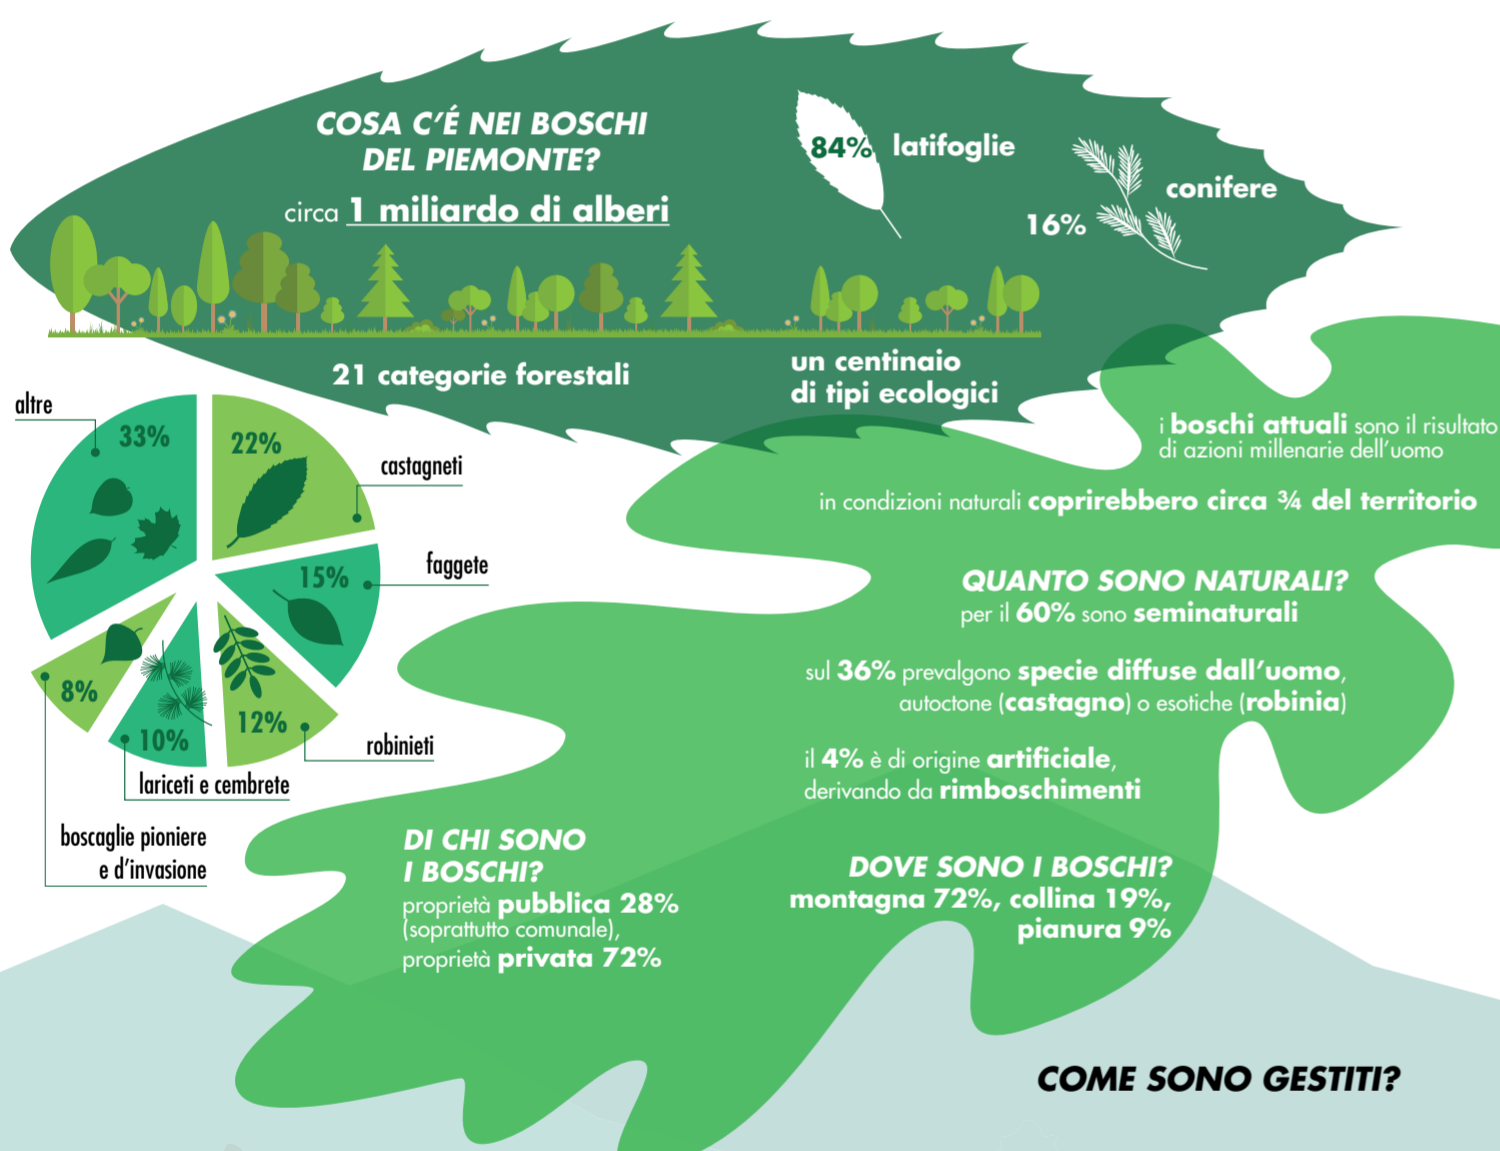 COSA C'É NEI BOSCHI
DEL PIEMONTE?
circa 1 miliardo di alberi
84% latifoglie
conifere
16%
21 categorie forestali
un centinaio
di tipi ecologici
altre
33%
22%
castagneti
15%
faggete
12%
robinieti
10%
lariceti e cembrete
8%
boscaglie pioniere
e d'invasione
i boschi attuali sono il risultato
di azioni millenarie dell'uomo
in condizioni naturali coprirebbero circa ¾ del territorio
QUANTO SONO NATURALI?
per il 60% sono seminaturali
sul 36% prevalgono specie diffuse dall'uomo,
autoctone (castagno) o esotiche (robinia)
il 4% è di origine artificiale,
derivando da rimboschimenti
DI CHI SONO
I BOSCHI?
proprietà pubblica 28%
(soprattutto comunale),
proprietà privata 72%
DOVE SONO I BOSCHI?
montagna 72%, collina 19%,
pianura 9%
COME SONO GESTITI?